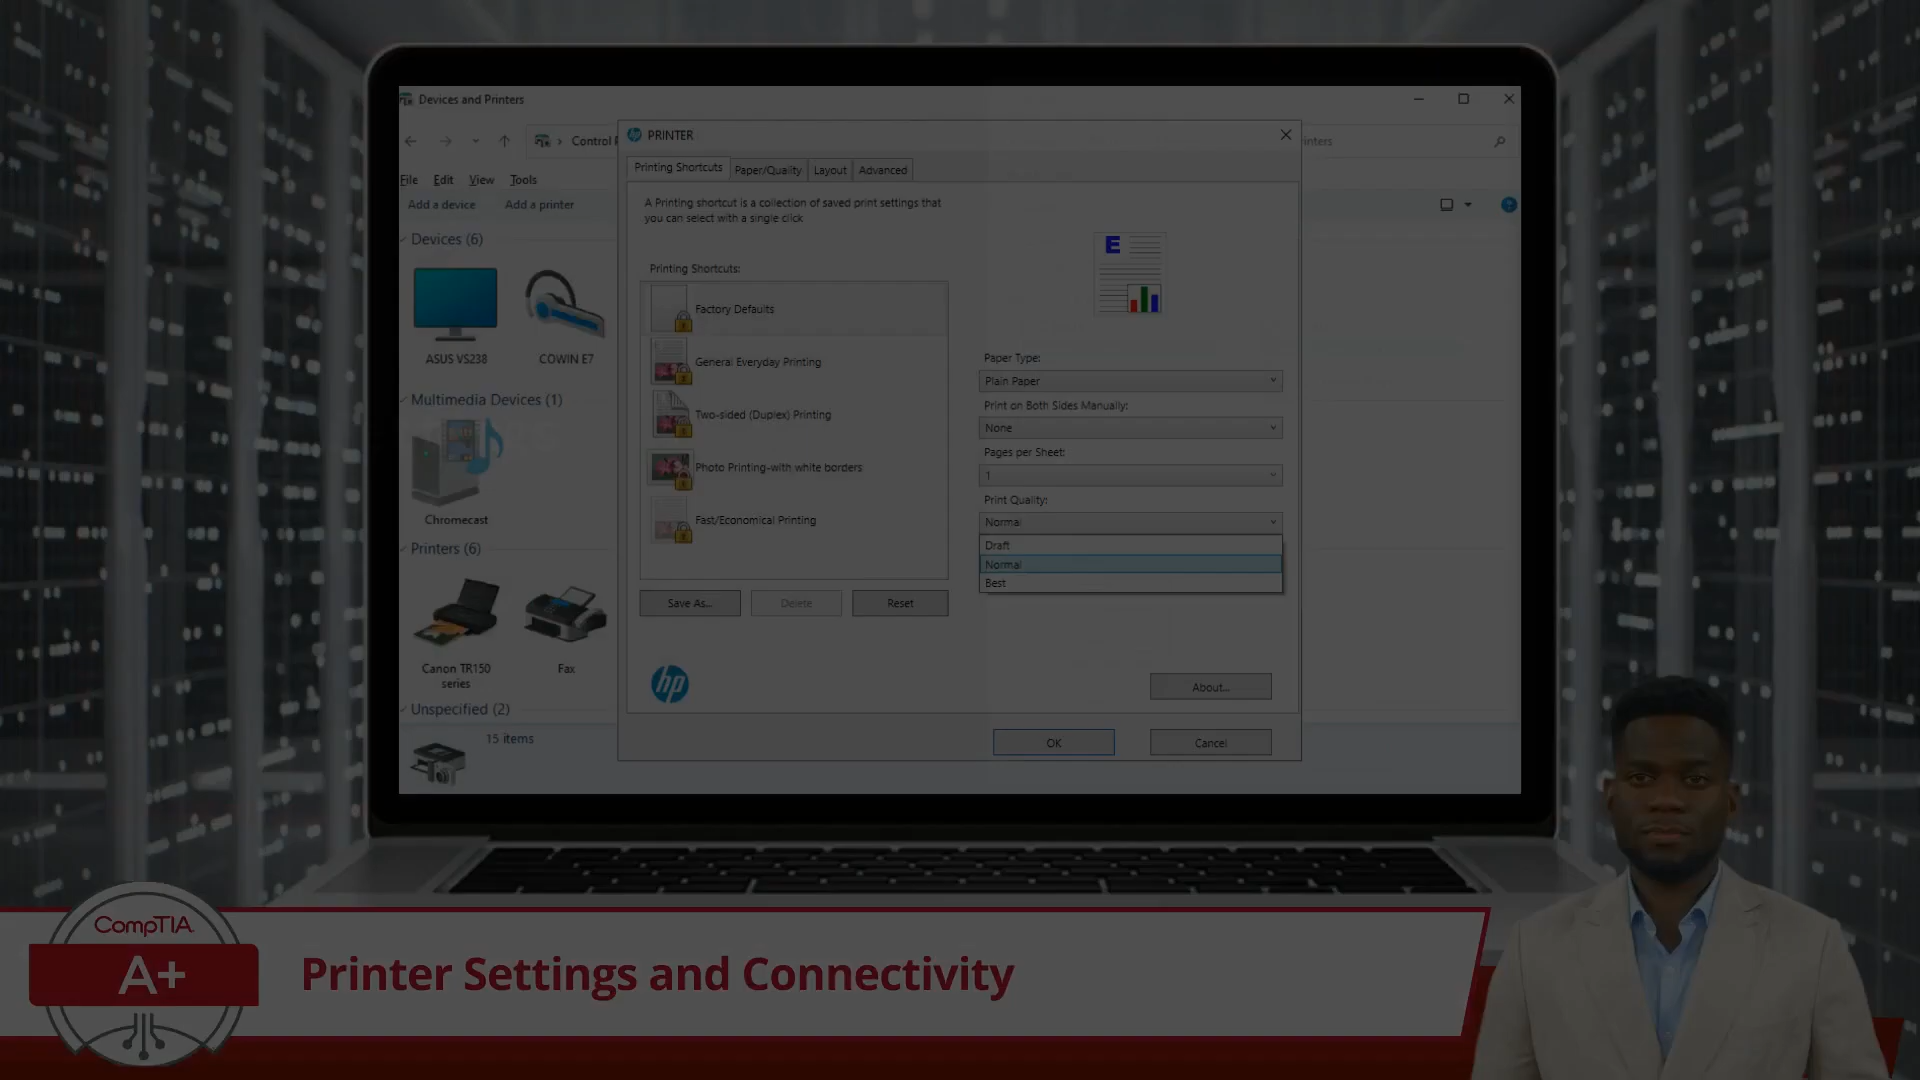 Devices and Printers
Control P
inters
File Edit View Tools
Add a device Add a printer
Devices (6)
ASUS VS238
COWIN E7
Multimedia Devices (1)
Chromecast
Printers (6)
Canon TR150
series
Fax
Unspecified (2)
15 items
PRINTER
Printing Shortcuts Paper/Quality Layout Advanced
A Printing shortcut is a collection of saved print settings that
you can select with a single click
Printing Shortcuts:
Factory Defaults
General Everyday Printing
Two-sided (Duplex) Printing
Photo Printing-with white borders
Fast/Economical Printing
Save As... Delete Reset
hp
E
Paper Type:
Plain Paper
Print on Both Sides Manually:
None
Pages per Sheet:
1
Print Quality:
Normal
Draft
Normal
Best
About...
OK Cancel
CompTIA
A+
Printer Settings and Connectivity